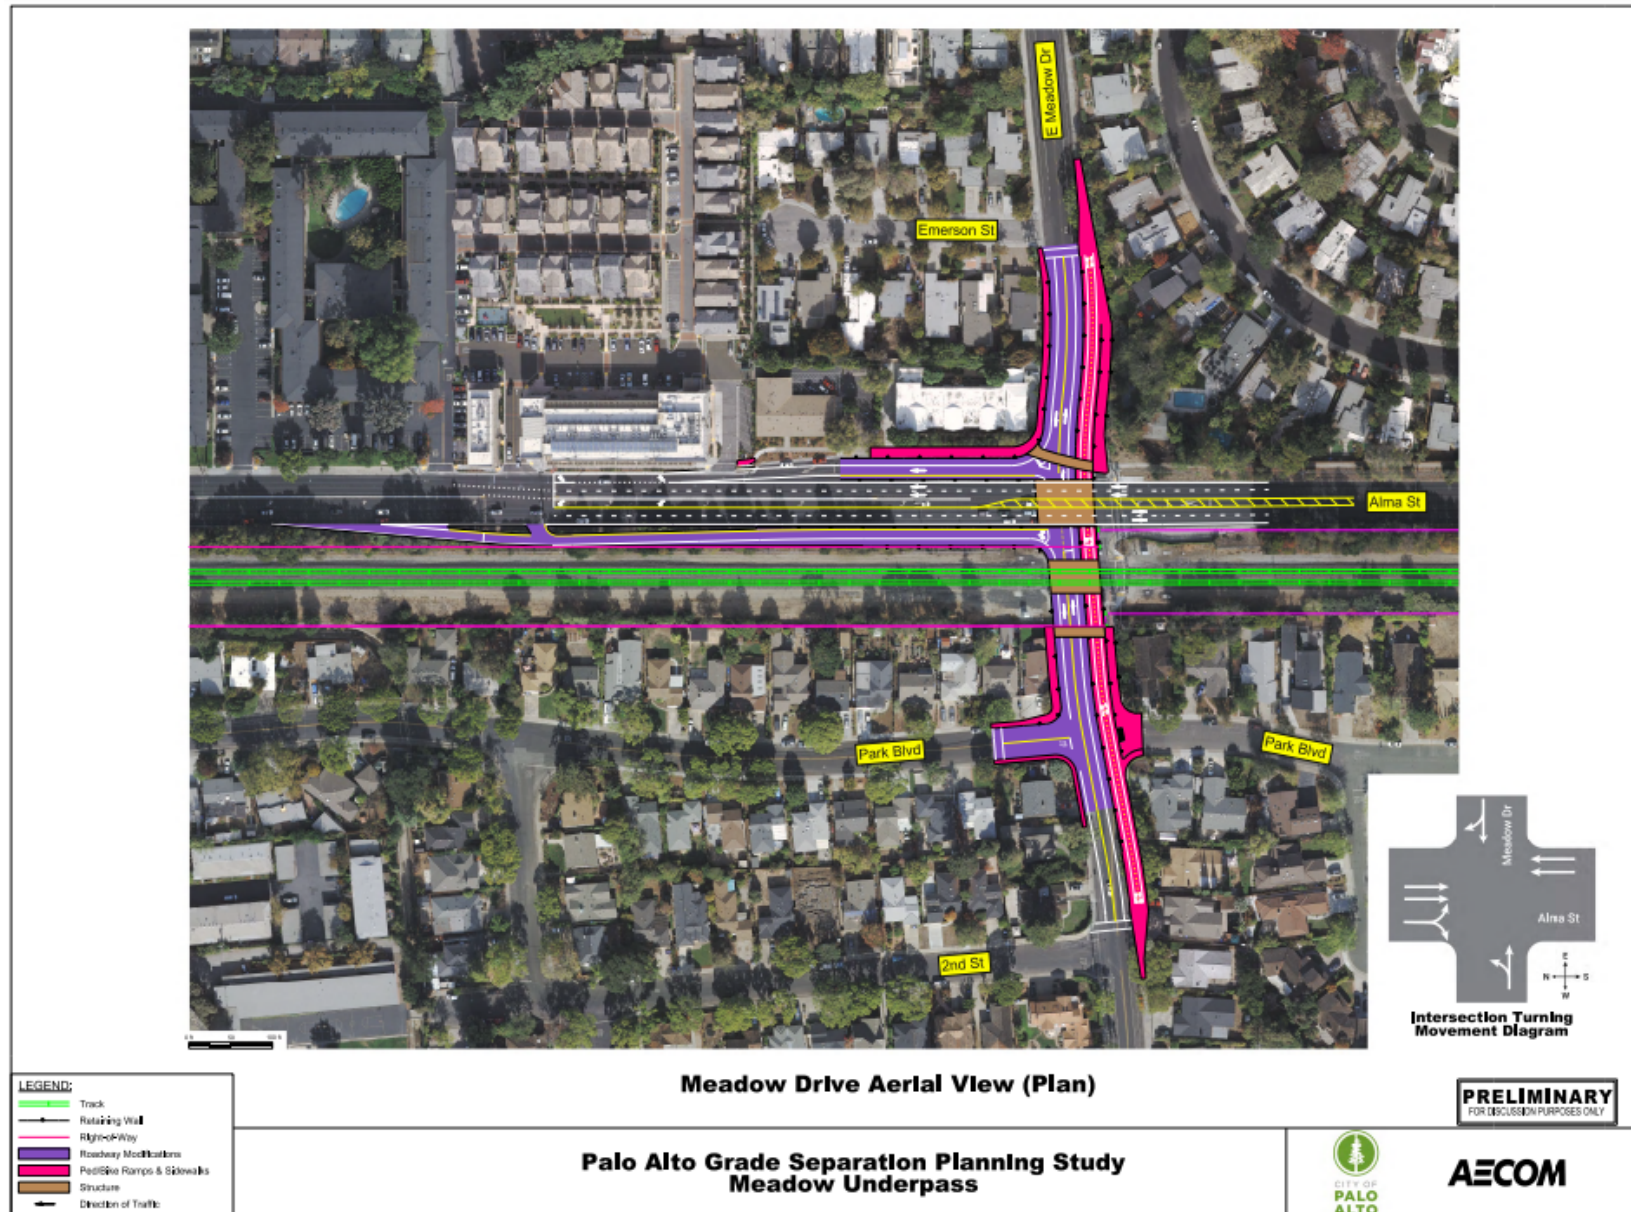 E Meadow Dr
Emerson St
Alma St
Park Blvd
Park Blvd
2nd St
Meadow Dr
Alma St
E
N
S
W
Intersection Turning
Movement Diagram
Meadow Drive Aerial View (Plan)
PRELIMINARY
FOR DISCUSSION PURPOSES ONLY
LEGEND:
Track
Retaining Wall
Right-of-Way
Roadway Modifications
Ped/Bike Ramps & Sidewalks
Structure
Direction of Traffic
Palo Alto Grade Separation Planning Study
Meadow Underpass
CITY OF
PALO
ALTO
AECOM